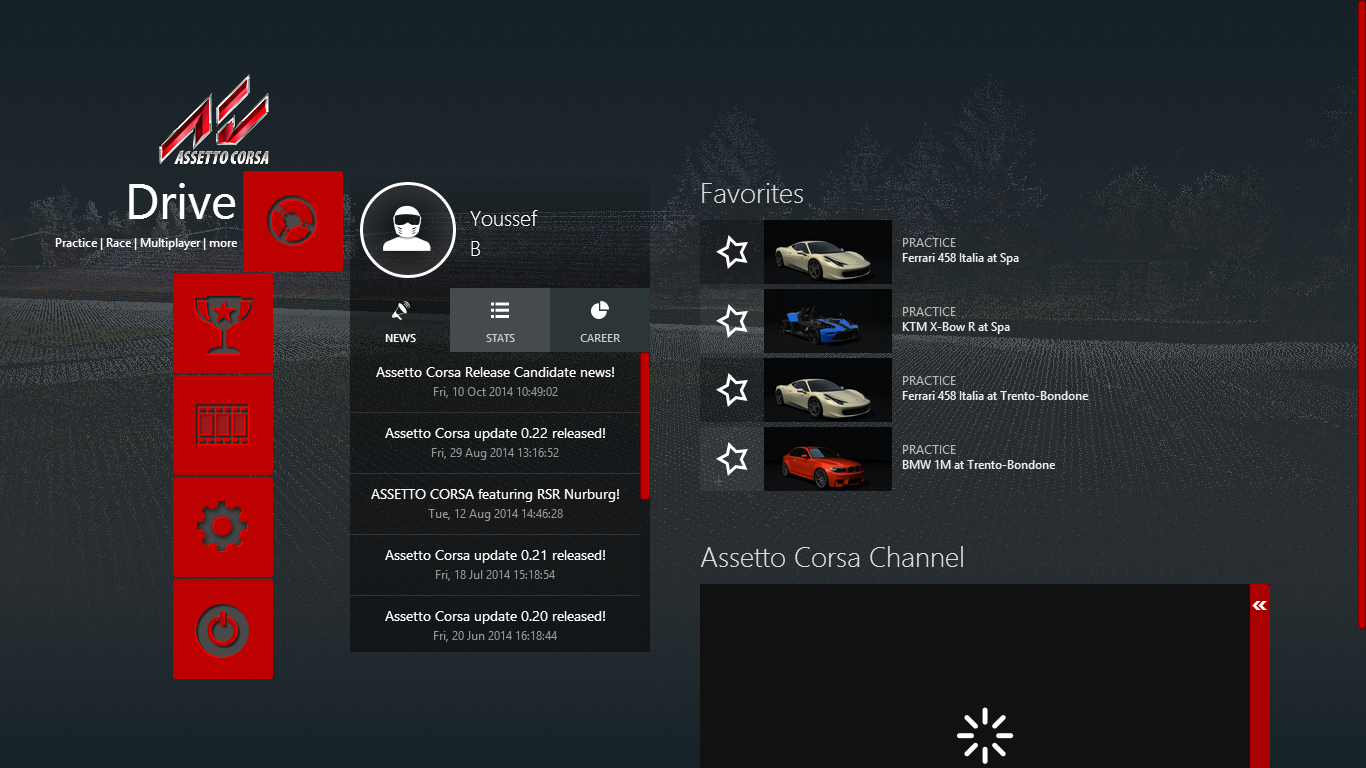 ASSETTO CORSA
Drive
Practice | Race | Multiplayer | more
Youssef
B
NEWS
STATS
CAREER
Assetto Corsa Release Candidate news!
Fri, 10 Oct 2014 10:49:02
Assetto Corsa update 0.22 released!
Fri, 29 Aug 2014 13:16:52
ASSETTO CORSA featuring RSR Nurburg!
Tue, 12 Aug 2014 14:46:28
Assetto Corsa update 0.21 released!
Fri, 18 Jul 2014 15:18:54
Assetto Corsa update 0.20 released!
Fri, 20 Jun 2014 16:18:44
Favorites
PRACTICE
Ferrari 458 Italia at Spa
PRACTICE
KTM X-Bow R at Spa
PRACTICE
Ferrari 458 Italia at Trento-Bondone
PRACTICE
BMW 1M at Trento-Bondone
Assetto Corsa Channel